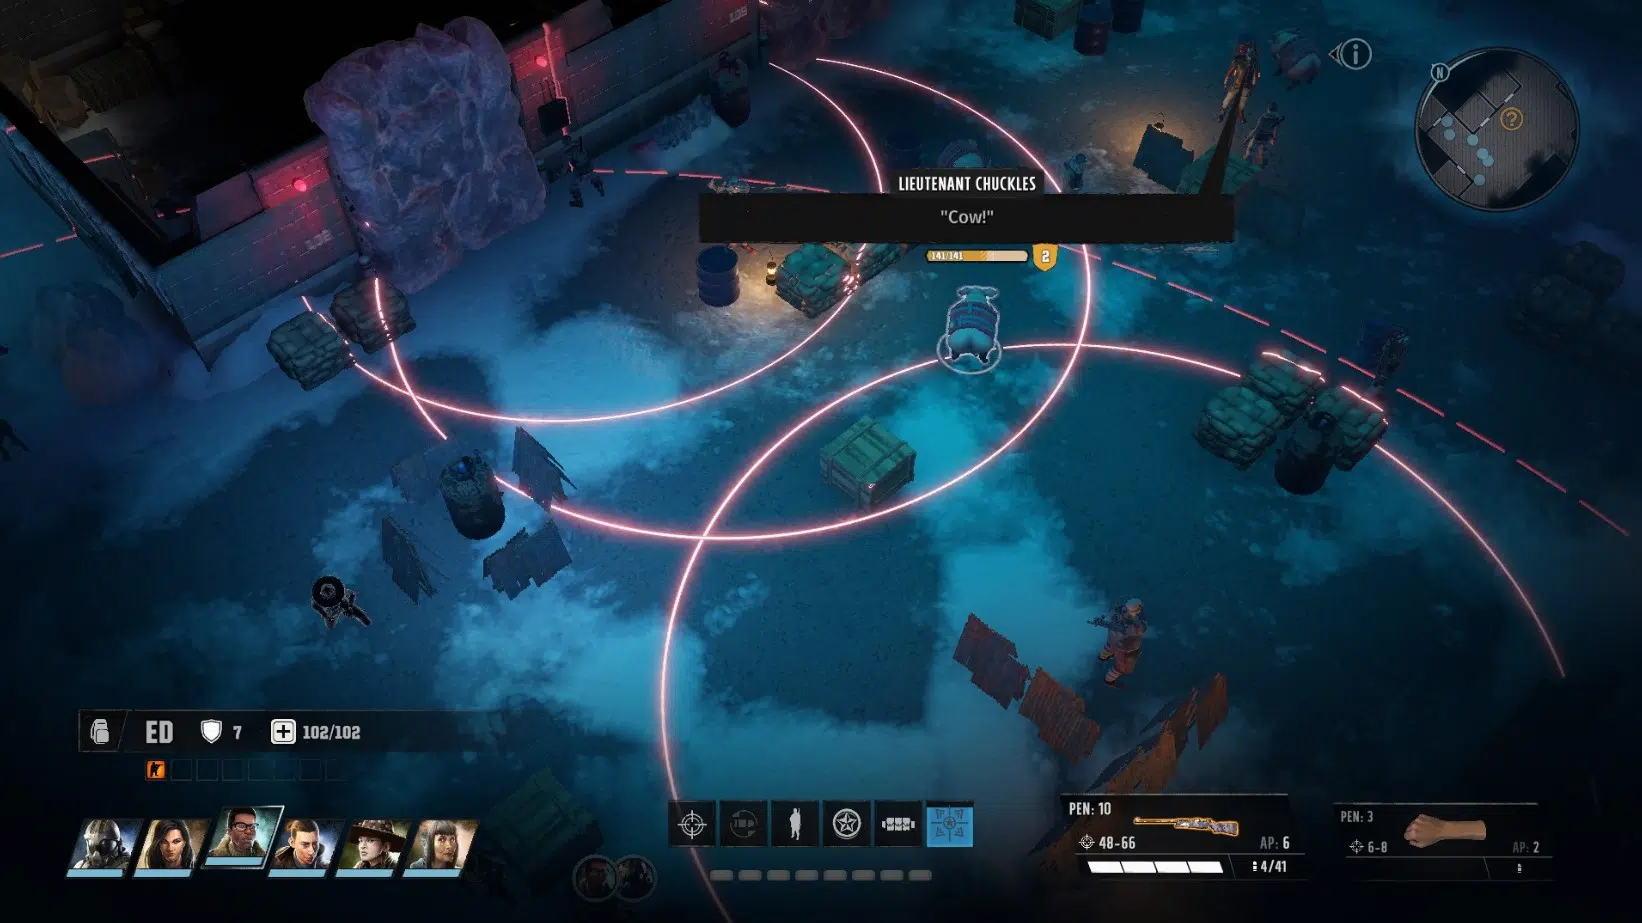 N
LIEUTENANT CHUCKLES
"Cow!"
141/141
2
ED
7
102/102
PEN: 10
48-66
AP: 6
4/41
PEN: 3
6-8
AP: 2